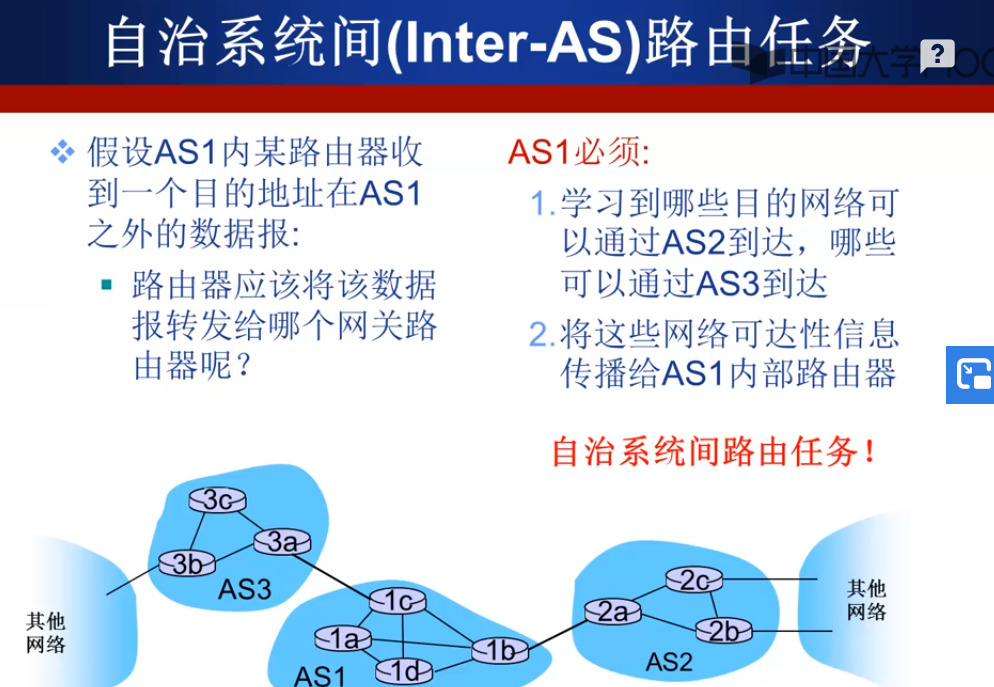 自治系统间(Inter-AS)路由任务
中国大学MOOC
?
假设AS1内某路由器收
到一个目的地址在AS1
之外的数据报:
路由器应该将该数据
报转发给哪个网关路
由器呢?
AS1必须:
1.学习到哪些目的网络可
以通过AS2到达,哪些
可以通过AS3到达
2.将这些网络可达性信息
传播给AS1内部路由器
自治系统间路由任务!
3c
3a
3b
AS3
其他
网络
1c
1a
1b
1d
AS1
2c
2a
2b
AS2
其他
网络